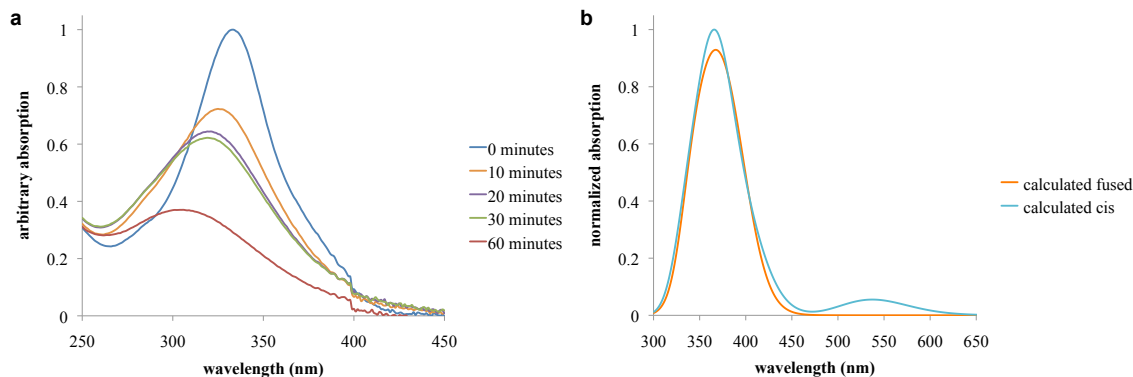 a
arbitrary absorption
1
0.8
0.6
0.4
0.2
0
250
300
350
400
450
wavelength (nm)
0 minutes
10 minutes
20 minutes
30 minutes
60 minutes
b
normalized absorption
1
0.8
0.6
0.4
0.2
0
300
350
400
450
500
550
600
650
wavelength (nm)
calculated fused
calculated cis